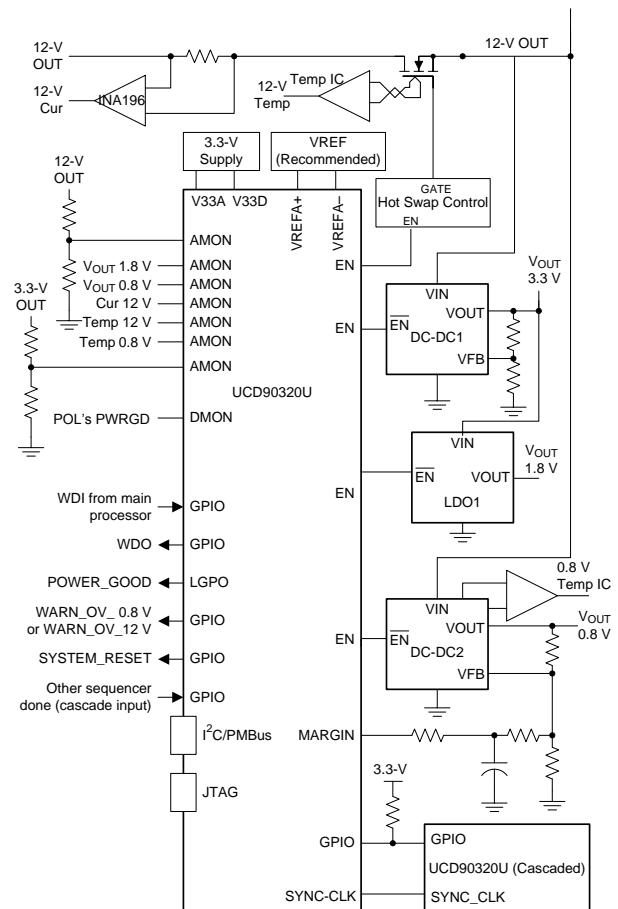 12-V
OUT
12-V OUT
12-V
Cur
INA196
12-V
Temp
Temp IC
3.3-V
Supply
VREF
(Recommended)
12-V
OUT
GATE
Hot Swap Control
EN
V33A V33D
VREFA+
VREFA–
AMON
EN
VOUT 1.8 V
AMON
VOUT 0.8 V
AMON
Cur 12 V
AMON
Temp 12 V
AMON
Temp 0.8 V
AMON
3.3-V
OUT
AMON
VOUT
3.3 V
VIN
VOUT
EN
EN
DC-DC1
VFB
UCD90320U
POL's PWRGD
DMON
VIN
VOUT
1.8 V
EN
VOUT
LDO1
EN
WDI from main
processor
GPIO
WDO
GPIO
POWER_GOOD
LGPO
WARN_OV_ 0.8 V
or WARN_OV_12 V
GPIO
SYSTEM_RESET
GPIO
Other sequencer
done (cascade input)
GPIO
0.8 V
Temp IC
VIN
VOUT
VOUT
0.8 V
EN
EN
DC-DC2
VFB
I2C/PMBus
MARGIN
JTAG
3.3-V
GPIO
GPIO
UCD90320U (Cascaded)
SYNC-CLK
SYNC_CLK